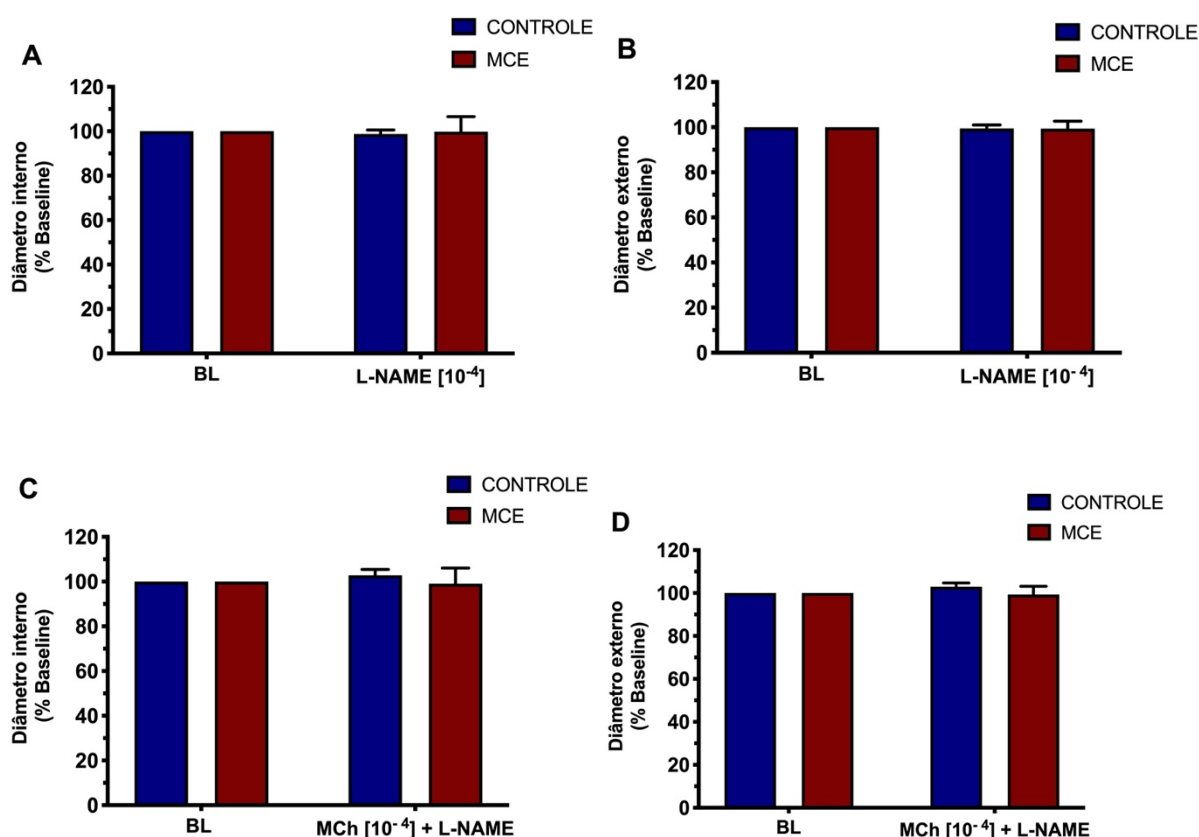 A
CONTROLE
MCE
Diâmetro interno
(% Baseline)
120
100
80
60
40
20
0
BL
L-NAME [10⁻⁴]
B
CONTROLE
MCE
Diâmetro externo
(% Baseline)
120
100
80
60
40
20
0
BL
L-NAME [10⁻ ⁴]
C
CONTROLE
MCE
Diâmetro interno
(% Baseline)
120
100
80
60
40
20
0
BL
MCh [10⁻ ⁴] + L-NAME
D
CONTROLE
MCE
Diâmetro externo
(% Baseline)
120
100
80
60
40
20
0
BL
MCh [10⁻ ⁴] + L-NAME